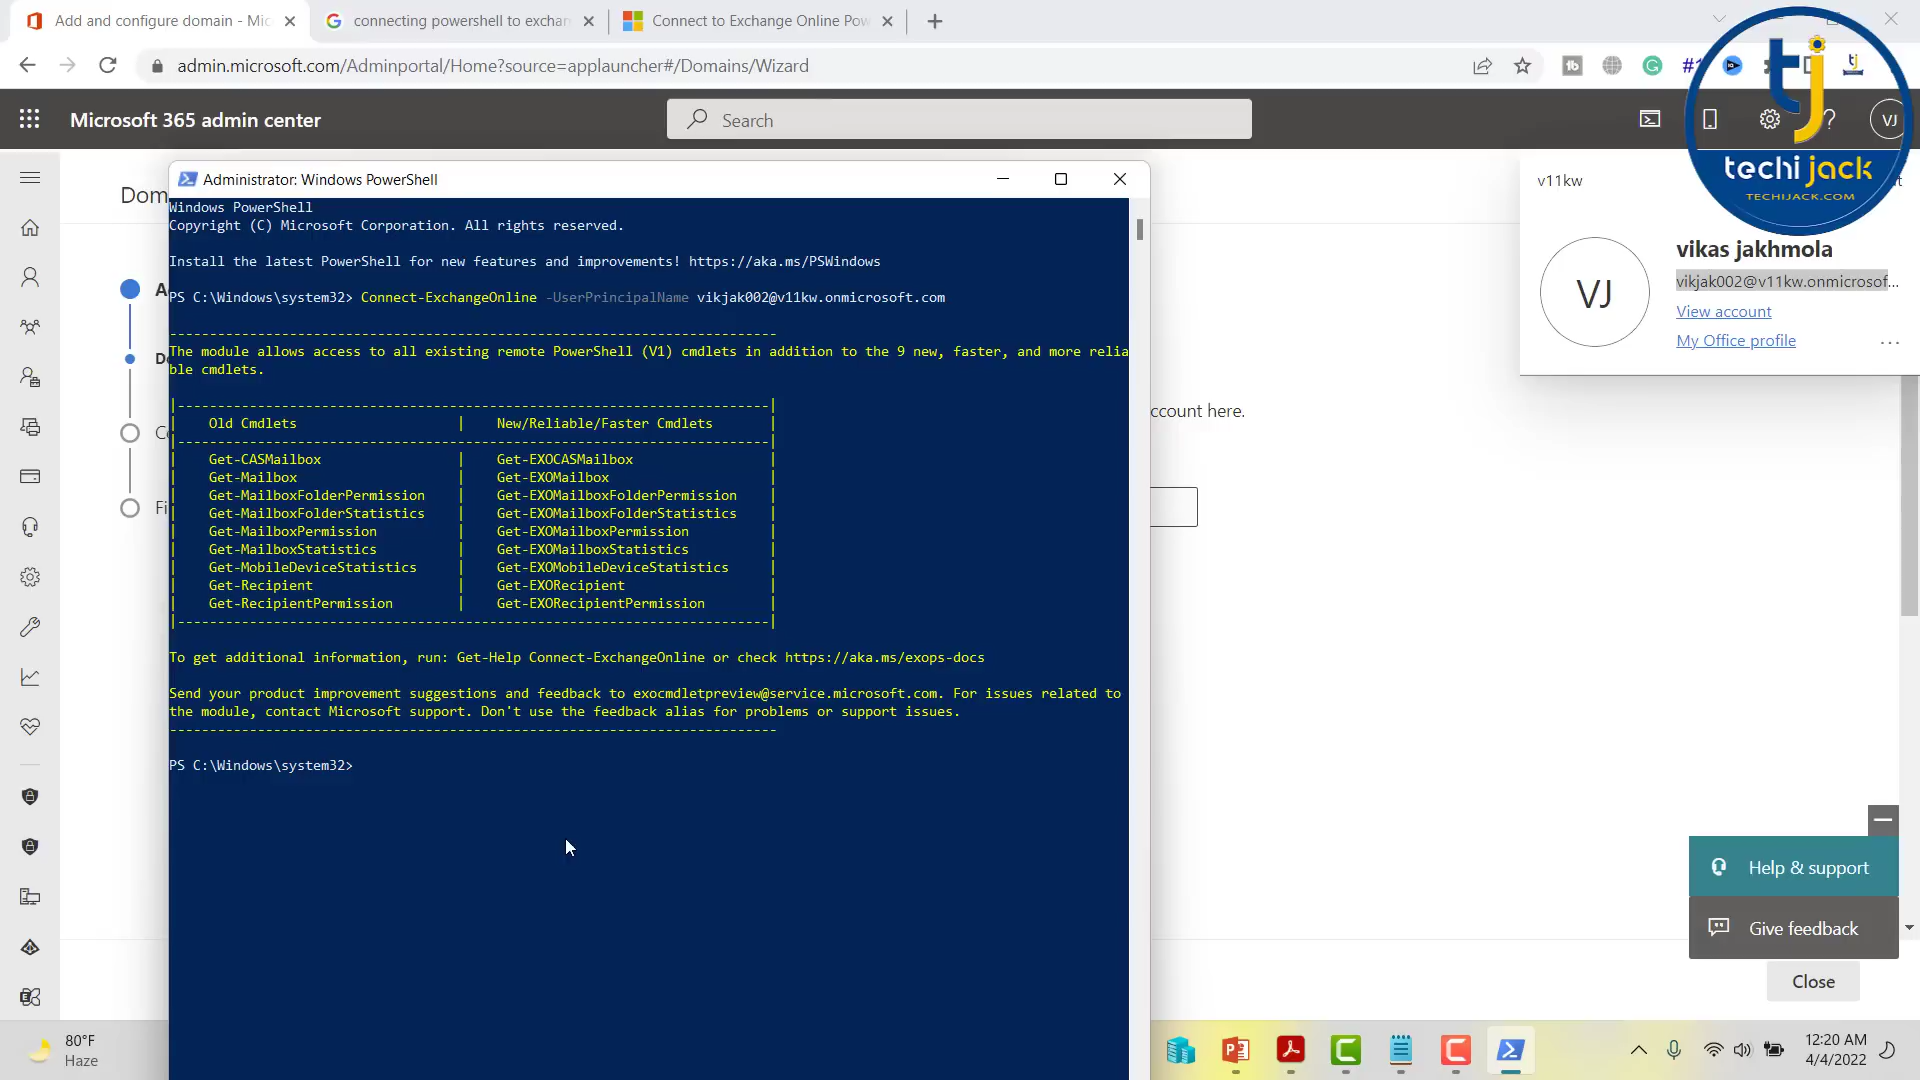 Add and configure domain - Mic
connecting powershell to exchan
Connect to Exchange Online Pow
admin.microsoft.com/Adminportal/Home?source=applauncher#/Domains/Wizard
Microsoft 365 admin center
Search
VJ
tj
techi jack
TECHIJACK.COM
Dom
Administrator: Windows PowerShell
Windows PowerShell
Copyright (C) Microsoft Corporation. All rights reserved.
Install the latest PowerShell for new features and improvements! https://aka.ms/PSWindows
PS C:\Windows\system32> Connect-ExchangeOnline -UserPrincipalName vikjak002@v11kw.onmicrosoft.com
----------------------------------------------------------------------------
The module allows access to all existing remote PowerShell (V1) cmdlets in addition to the 9 new, faster, and more relia
ble cmdlets.
|--------------------------------------------------------------------------|
| Old Cmdlets | New/Reliable/Faster Cmdlets |
|--------------------------------------------------------------------------|
| Get-CASMailbox | Get-EXOCASMailbox |
| Get-Mailbox | Get-EXOMailbox |
| Get-MailboxFolderPermission | Get-EXOMailboxFolderPermission |
| Get-MailboxFolderStatistics | Get-EXOMailboxFolderStatistics |
| Get-MailboxPermission | Get-EXOMailboxPermission |
| Get-MailboxStatistics | Get-EXOMailboxStatistics |
| Get-MobileDeviceStatistics | Get-EXOMobileDeviceStatistics |
| Get-Recipient | Get-EXORecipient |
| Get-RecipientPermission | Get-EXORecipientPermission |
|--------------------------------------------------------------------------|
To get additional information, run: Get-Help Connect-ExchangeOnline or check https://aka.ms/exops-docs
Send your product improvement suggestions and feedback to exocmdletpreview@service.microsoft.com. For issues related to
the module, contact Microsoft support. Don't use the feedback alias for problems or support issues.
----------------------------------------------------------------------------
PS C:\Windows\system32>
v11kw
VJ
vikas jakhmola
vikjak002@v11kw.onmicrosof...
View account
My Office profile
ccount here.
Help & support
Give feedback
Close
80°F
Haze
12:20 AM
4/4/2022